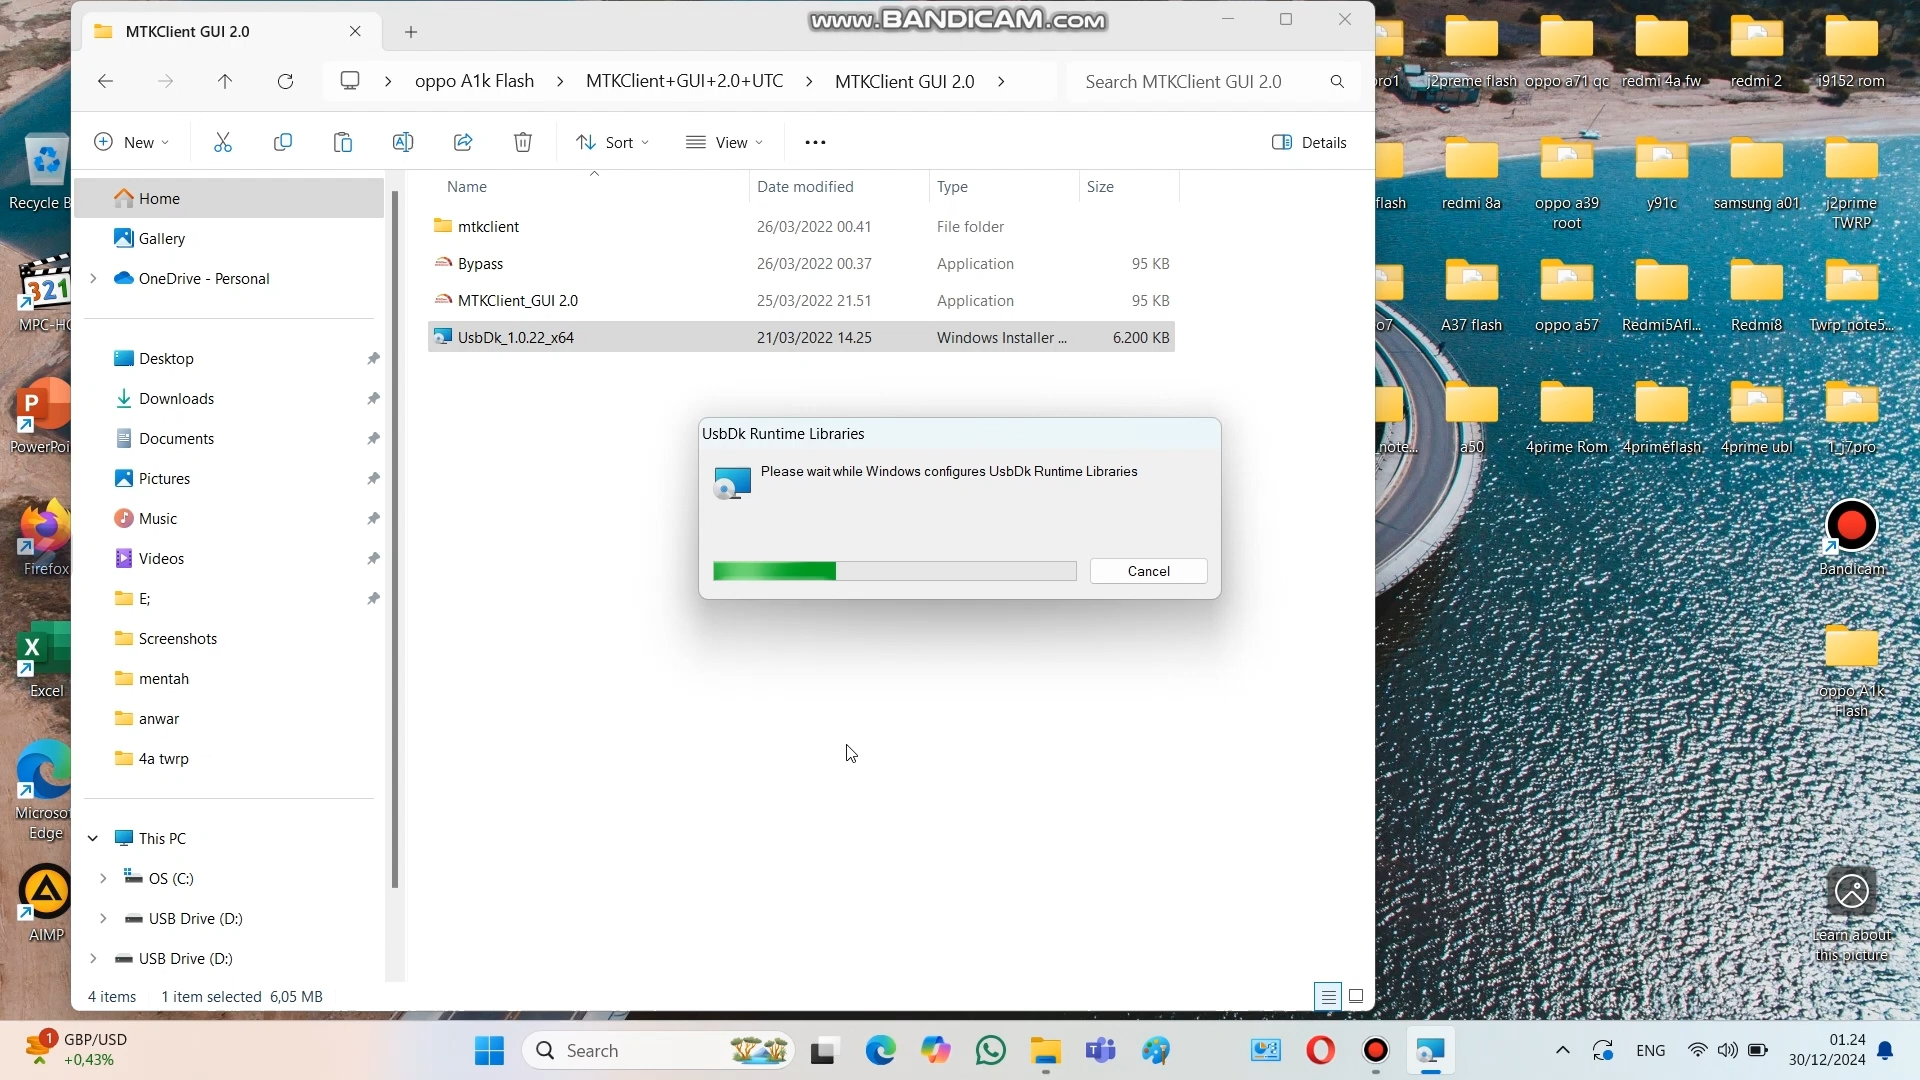 www.BANDICAM.com
MTKClient GUI 2.0
oppo A1k Flash
MTKClient+GUI+2.0+UTC
MTKClient GUI 2.0
Search MTKClient GUI 2.0
New
Sort
View
Details
Name
Date modified
Type
Size
mtkclient
26/03/2022 00.41
File folder
Bypass
26/03/2022 00.37
Application
95 KB
MTKClient_GUI 2.0
25/03/2022 21.51
Application
95 KB
UsbDk_1.0.22_x64
21/03/2022 14.25
Windows Installer ...
6.200 KB
Home
Gallery
OneDrive - Personal
Desktop
Downloads
Documents
Pictures
Music
Videos
E;
Screenshots
mentah
anwar
4a twrp
This PC
OS (C:)
USB Drive (D:)
USB Drive (D:)
UsbDk Runtime Libraries
Please wait while Windows configures UsbDk Runtime Libraries
Cancel
4 items
1 item selected 6,05 MB
Recycle B
321
MPC-HC
PowerPoi
Firefox
Excel
Microsof
Edge
AIMP
pro1
j2preme flash
oppo a71 qc
redmi 4a fw
redmi 2
i9152 rom
flash
redmi 8a
oppo a39
root
y91c
samsung a01
j2prime
TWRP
o7
A37 flash
oppo a57
Redmi5Afl...
Redmi8
Twrp_note5...
_note...
a50
4prime Rom
4primeflash
4prime ubl
1_j7pro
Bandicam
oppo A1k
Flash
Learn about
this picture
1
GBP/USD
+0,43%
Search
ENG
01.24
30/12/2024